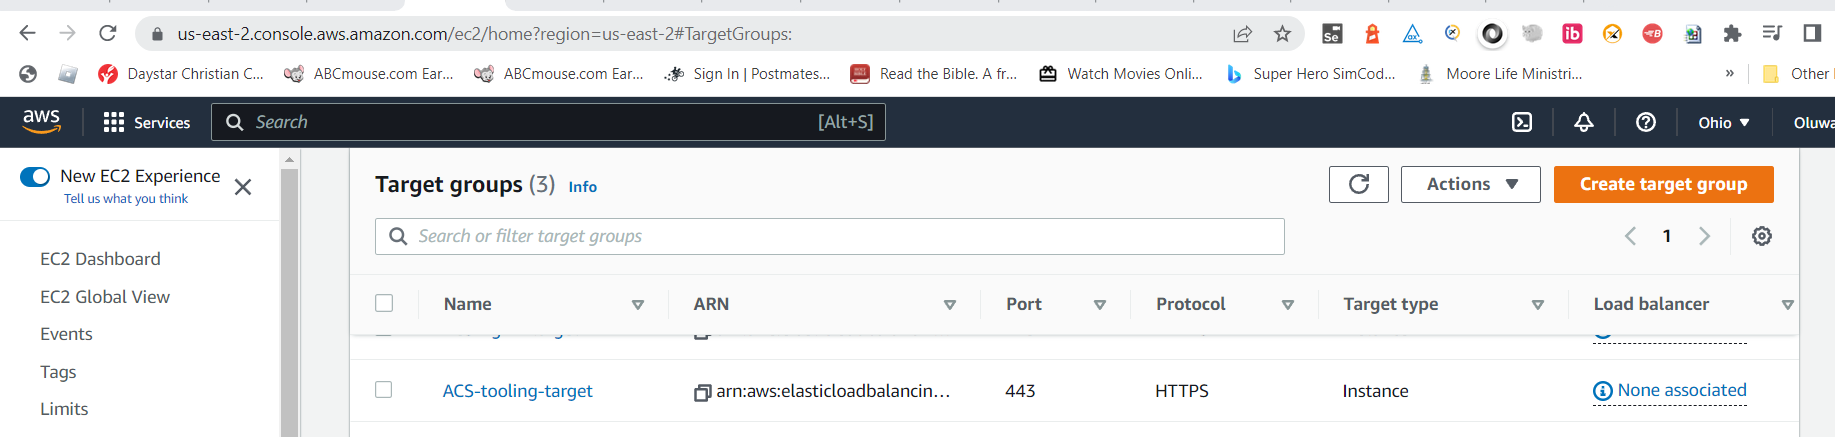 us-east-2.console.aws.amazon.com/ec2/home?region=us-east-2#TargetGroups:
Daystar Christian C... ABCmouse.com Ear... ABCmouse.com Ear... Sign In | Postmates... Read the Bible. A fr... Watch Movies Onli... Super Hero SimCod... Moore Life Ministri... » Other
aws Services Search [Alt+S] Ohio Oluwa
New EC2 Experience
Tell us what you think
EC2 Dashboard
EC2 Global View
Events
Tags
Limits
Target groups (3) Info Actions Create target group
Search or filter target groups 1
Name ARN Port Protocol Target type Load balancer
ACS-tooling-target arn:aws:elasticloadbalancin... 443 HTTPS Instance None associated